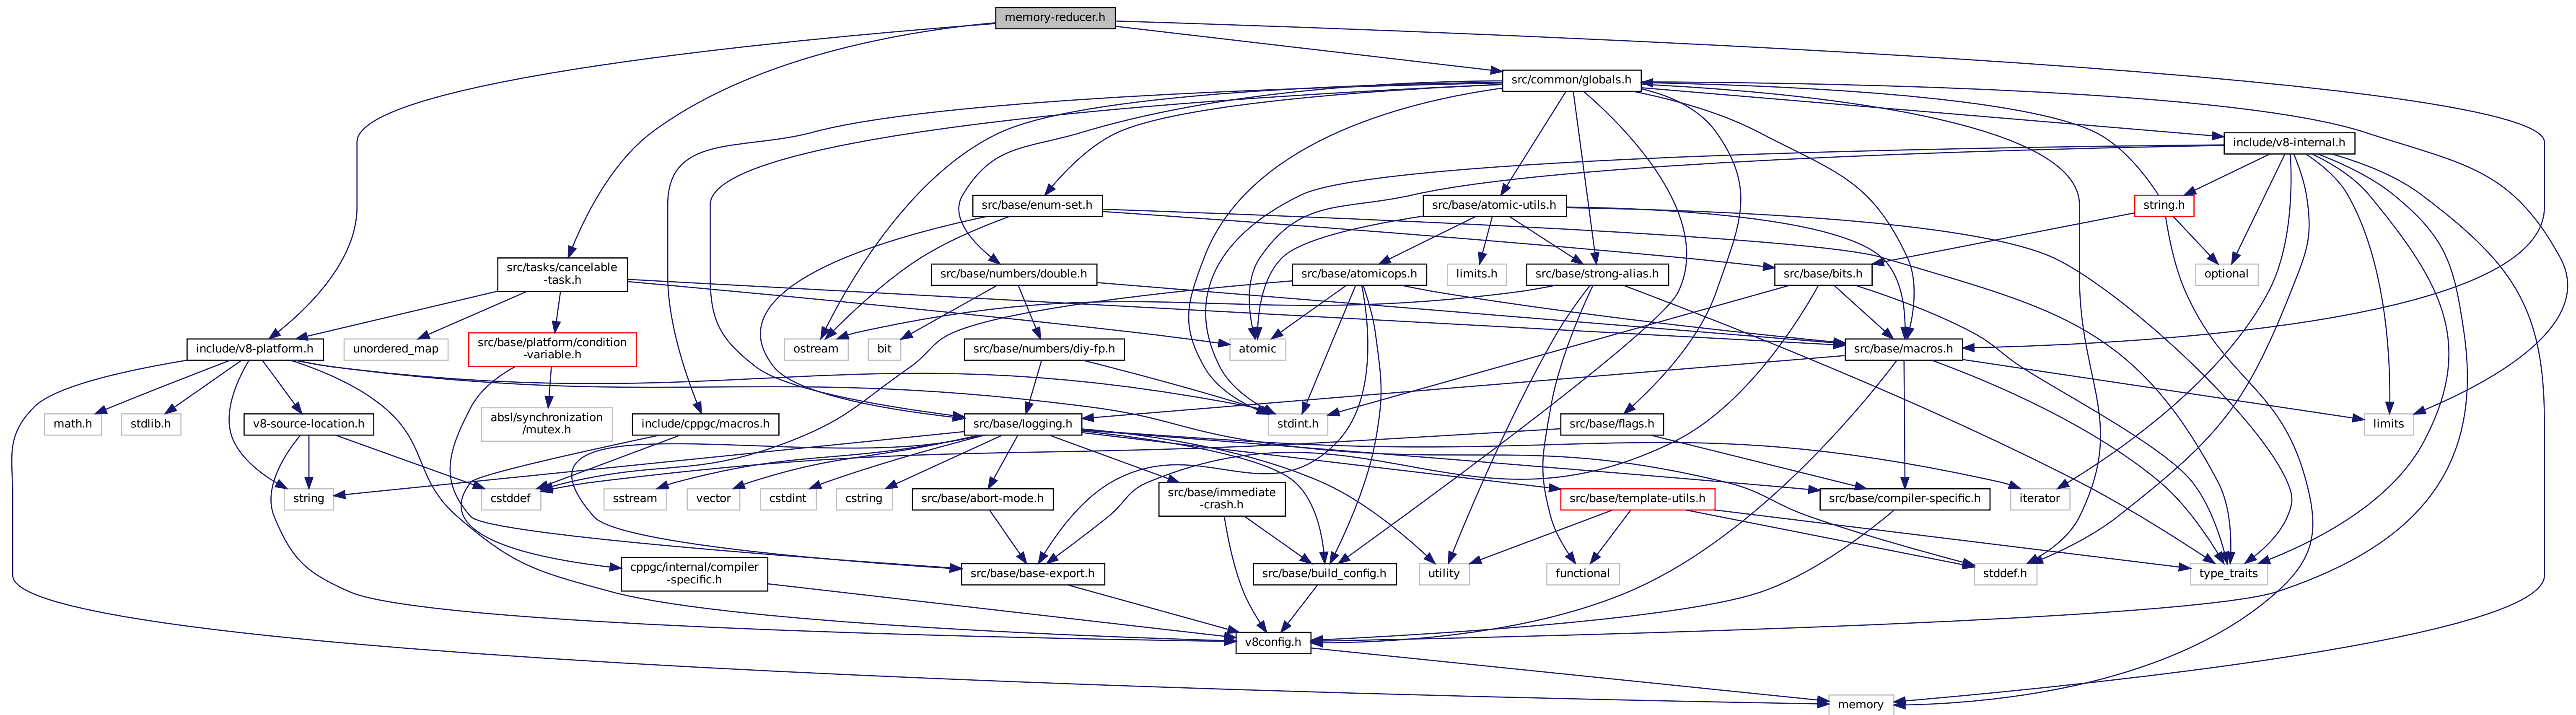 memory-reducer.h
src/common/globals.h
include/v8-internal.h
src/base/enum-set.h
src/base/atomic-utils.h
string.h
src/tasks/cancelable
-task.h
src/base/numbers/double.h
src/base/atomicops.h
limits.h
src/base/strong-alias.h
src/base/bits.h
optional
include/v8-platform.h
unordered_map
src/base/platform/condition
-variable.h
ostream
bit
src/base/numbers/diy-fp.h
atomic
src/base/macros.h
math.h
stdlib.h
v8-source-location.h
absl/synchronization
/mutex.h
include/cppgc/macros.h
src/base/logging.h
stdint.h
src/base/flags.h
limits
string
cstddef
sstream
vector
cstdint
cstring
src/base/abort-mode.h
src/base/immediate
-crash.h
src/base/template-utils.h
src/base/compiler-specific.h
iterator
cppgc/internal/compiler
-specific.h
src/base/base-export.h
src/base/build_config.h
utility
functional
stddef.h
type_traits
v8config.h
memory